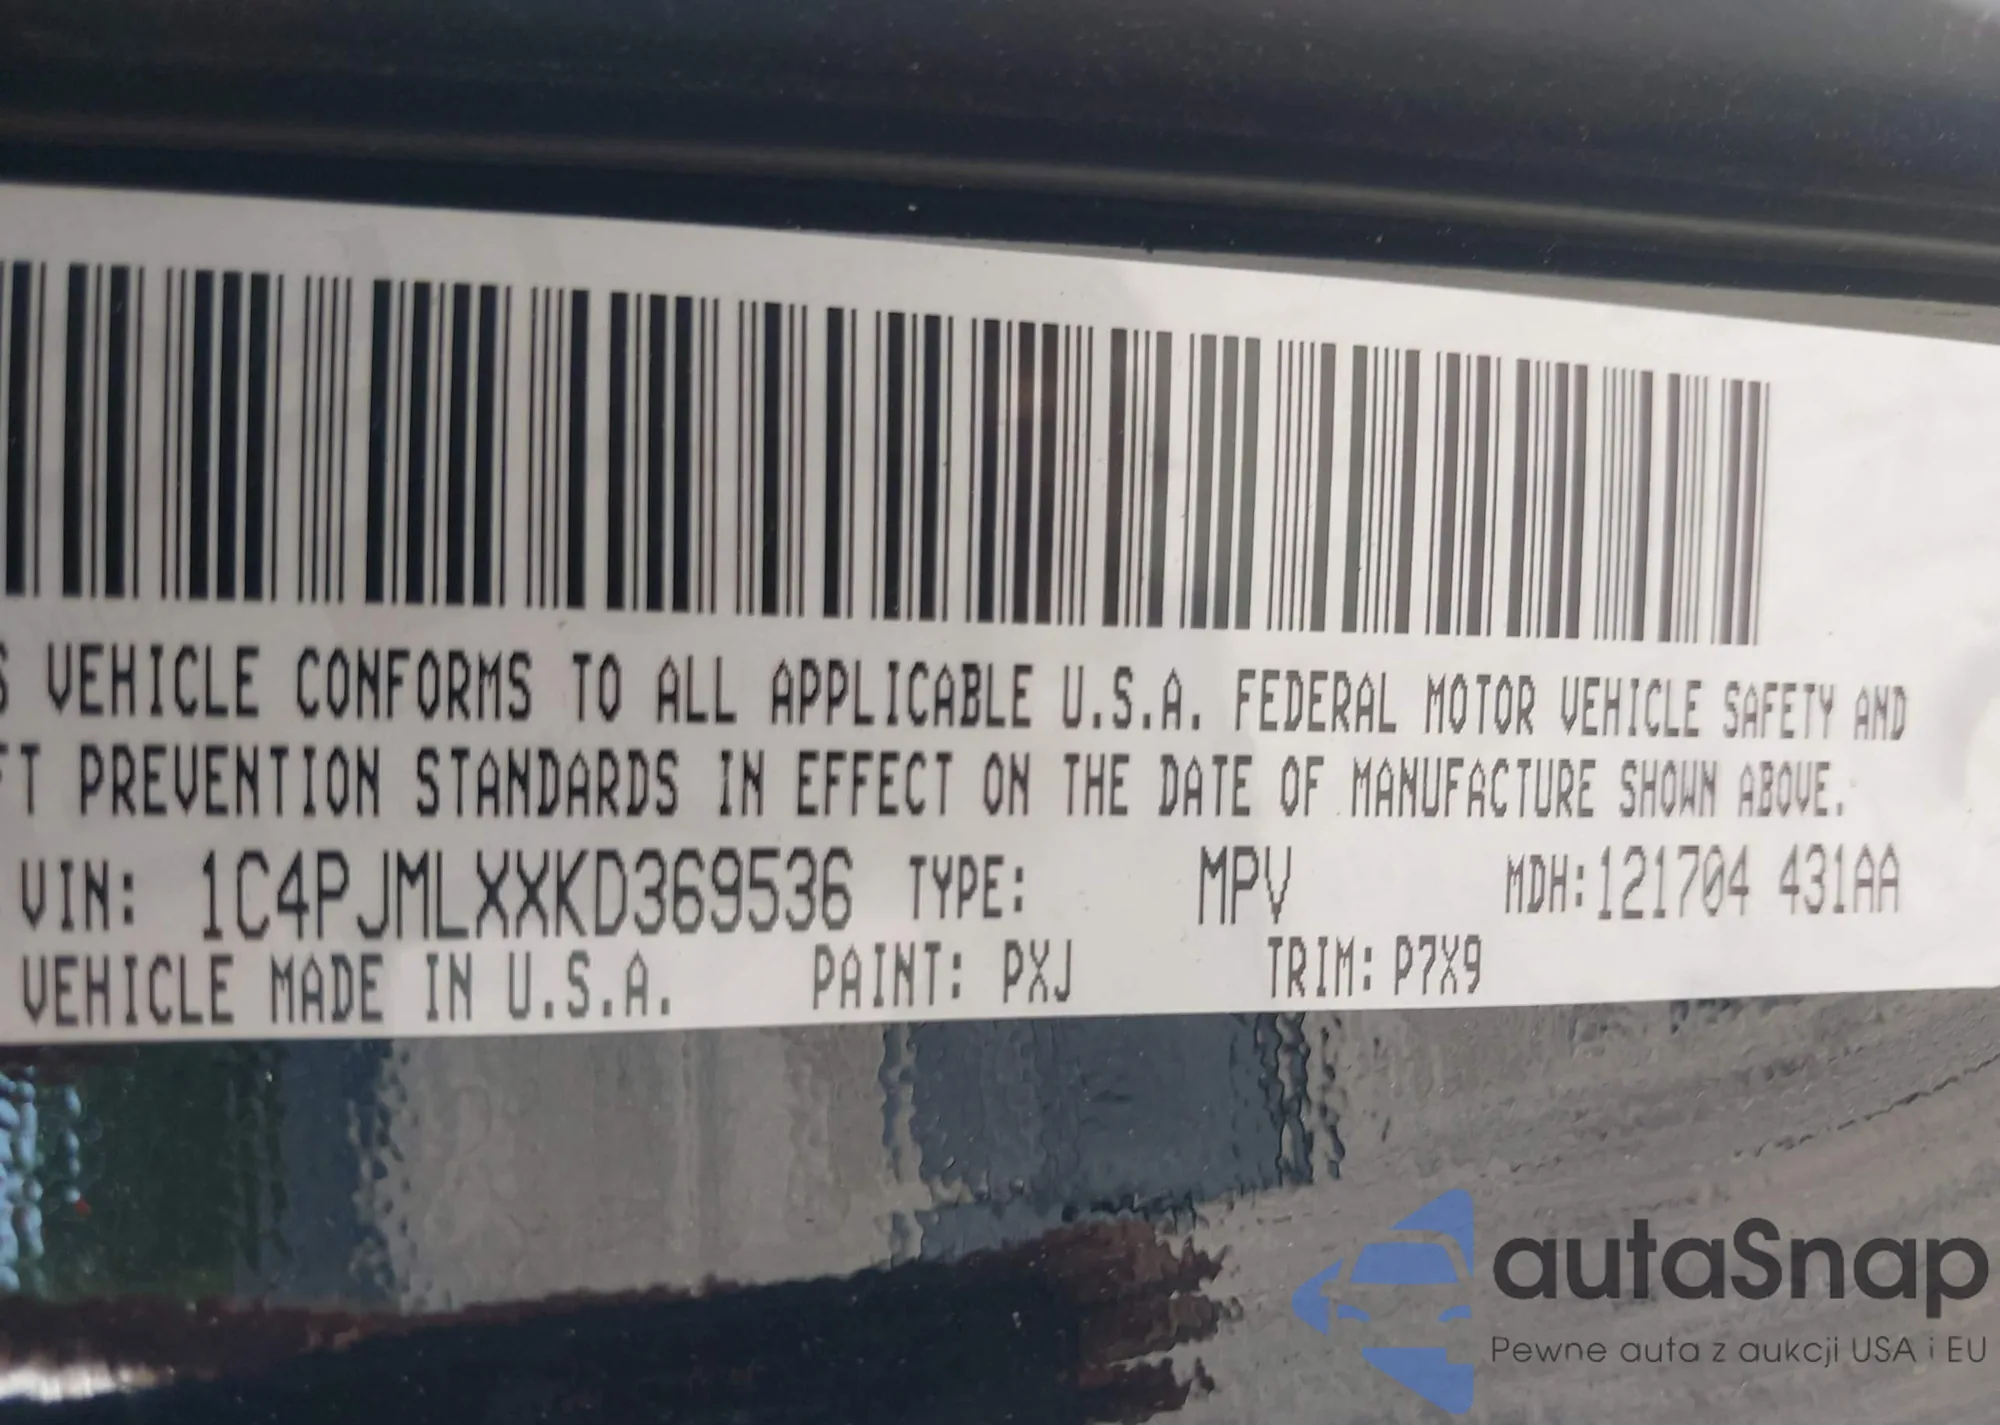 S VEHICLE CONFORMS TO ALL APPLICABLE U.S.A. FEDERAL MOTOR VEHICLE SAFETY AND
FT PREVENTION STANDARDS IN EFFECT ON THE DATE OF MANUFACTURE SHOWN ABOVE.
VIN: 1C4PJMLXXKD369536 TYPE: MPV MDH:121704 431AA
VEHICLE MADE IN U.S.A. PAINT: PXJ TRIM: P7X9
autaSnap
Pewne auta z aukcji USA i EU